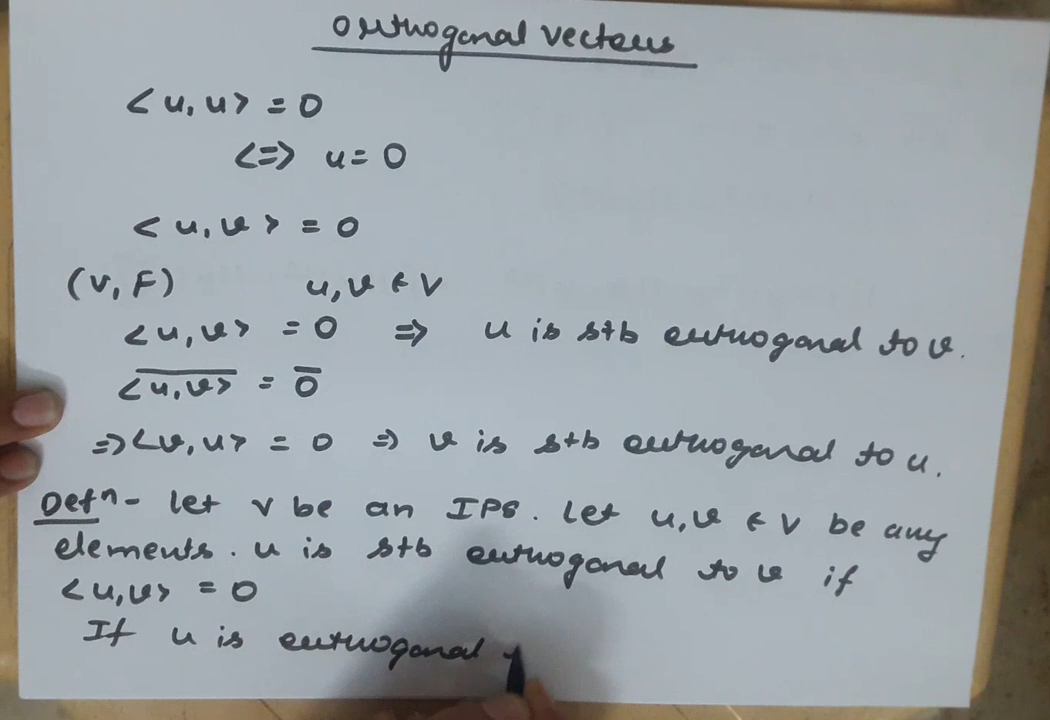 Orthogonal Vectors
<u, u> = 0
<=> u = 0
<u, v> = 0
(V, F) u, v ∈ V
<u, v> = 0 => u is s+b orthogonal to v.
<u̅,̅ v̅> = 0̅
=> <v, u> = 0 => v is s+b orthogonal to u.
Defⁿ - let V be an IPS. Let u, v ∈ V be any
elements. u is s+b orthogonal to v if
<u, v> = 0
If u is orthogonal